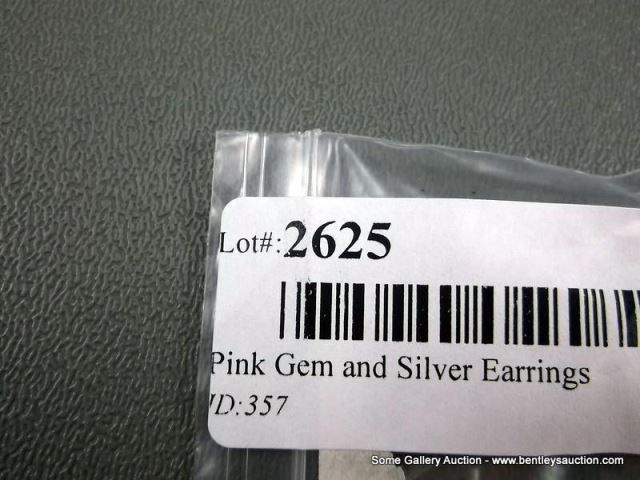 Lot#:2625
Pink Gem and Silver Earrings
ID:357
Some Gallery Auction - www.bentleysauction.com